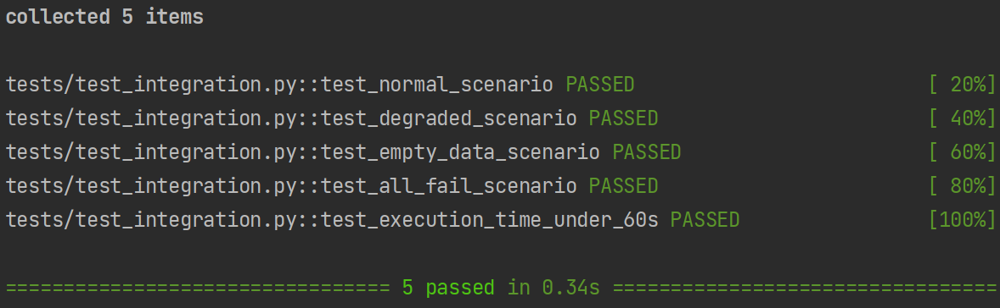 collected 5 items
tests/test_integration.py::test_normal_scenario PASSED [ 20%]
tests/test_integration.py::test_degraded_scenario PASSED [ 40%]
tests/test_integration.py::test_empty_data_scenario PASSED [ 60%]
tests/test_integration.py::test_all_fail_scenario PASSED [ 80%]
tests/test_integration.py::test_execution_time_under_60s PASSED [100%]
================================= 5 passed in 0.34s =================================